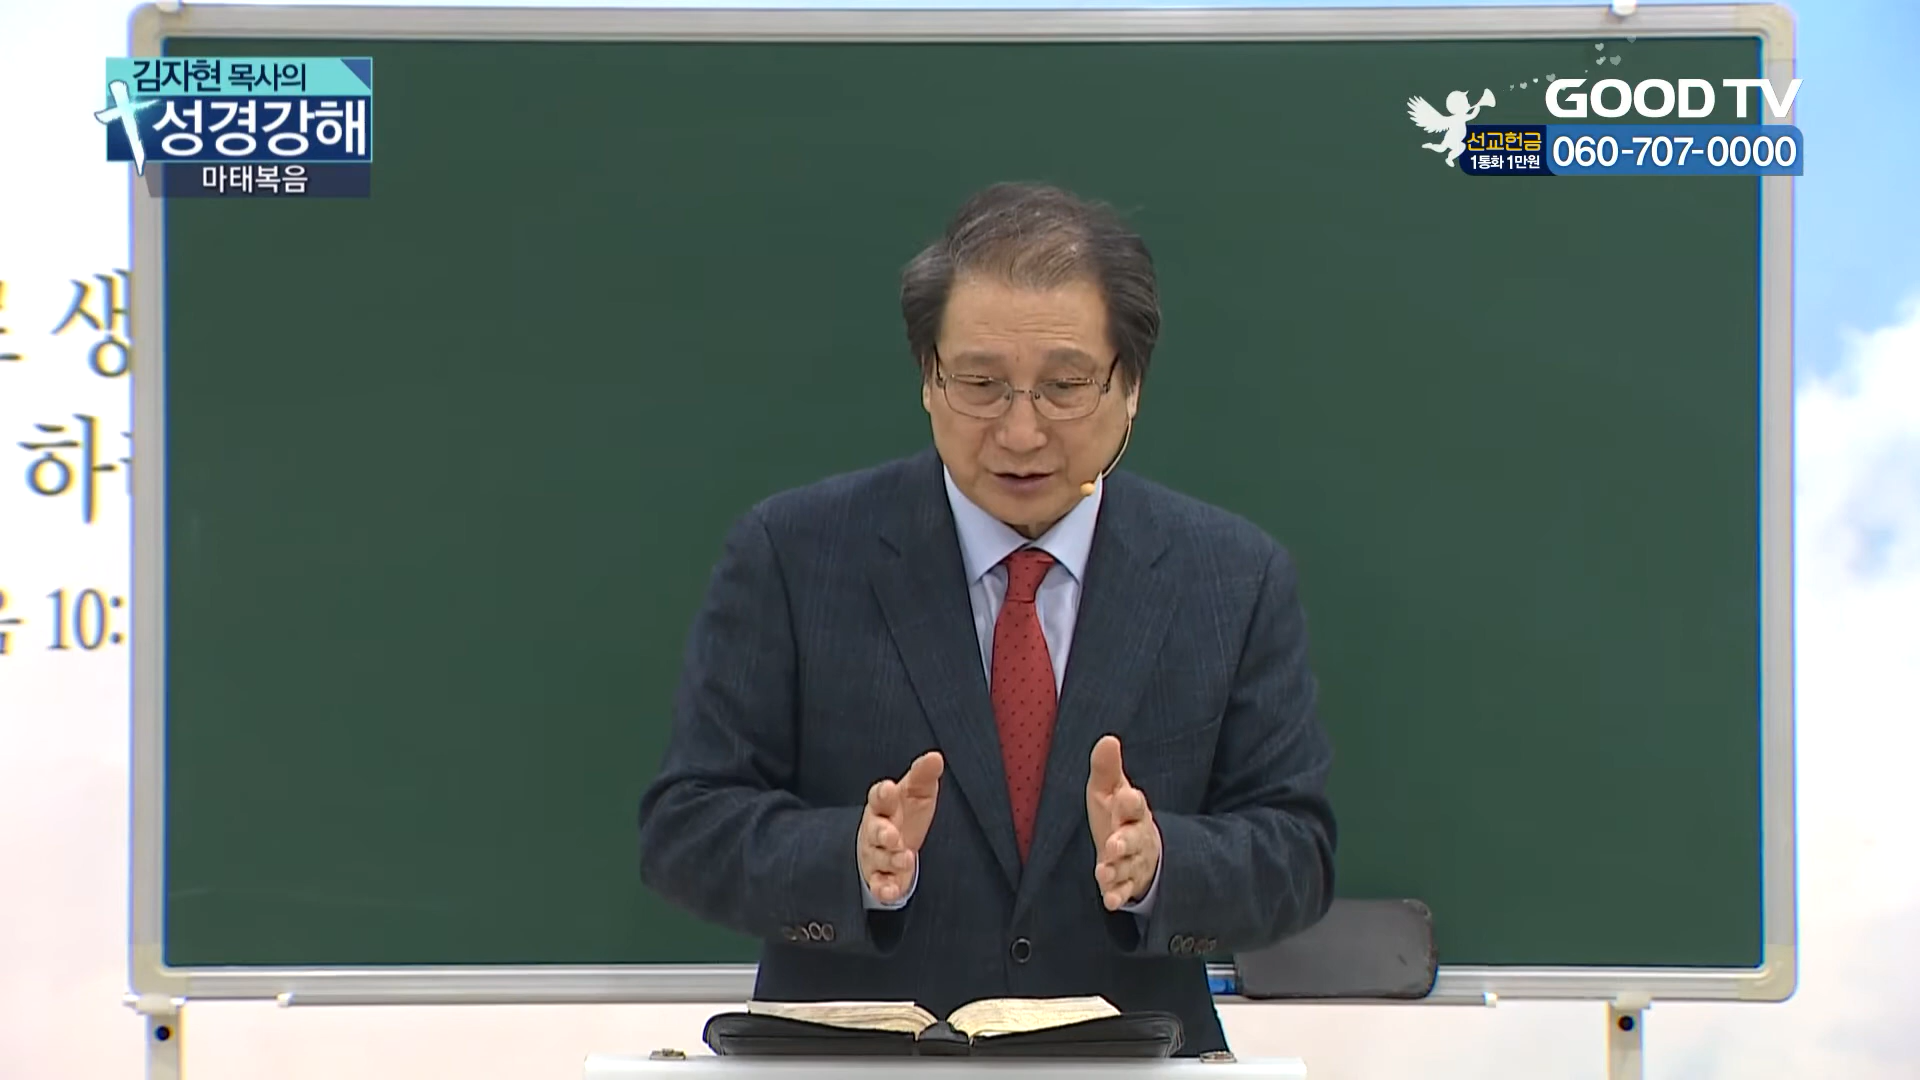 김자현 목사의
성경강해
마태복음
GOOD TV
선교헌금
1통화 1만원
060-707-0000
생
하
10: